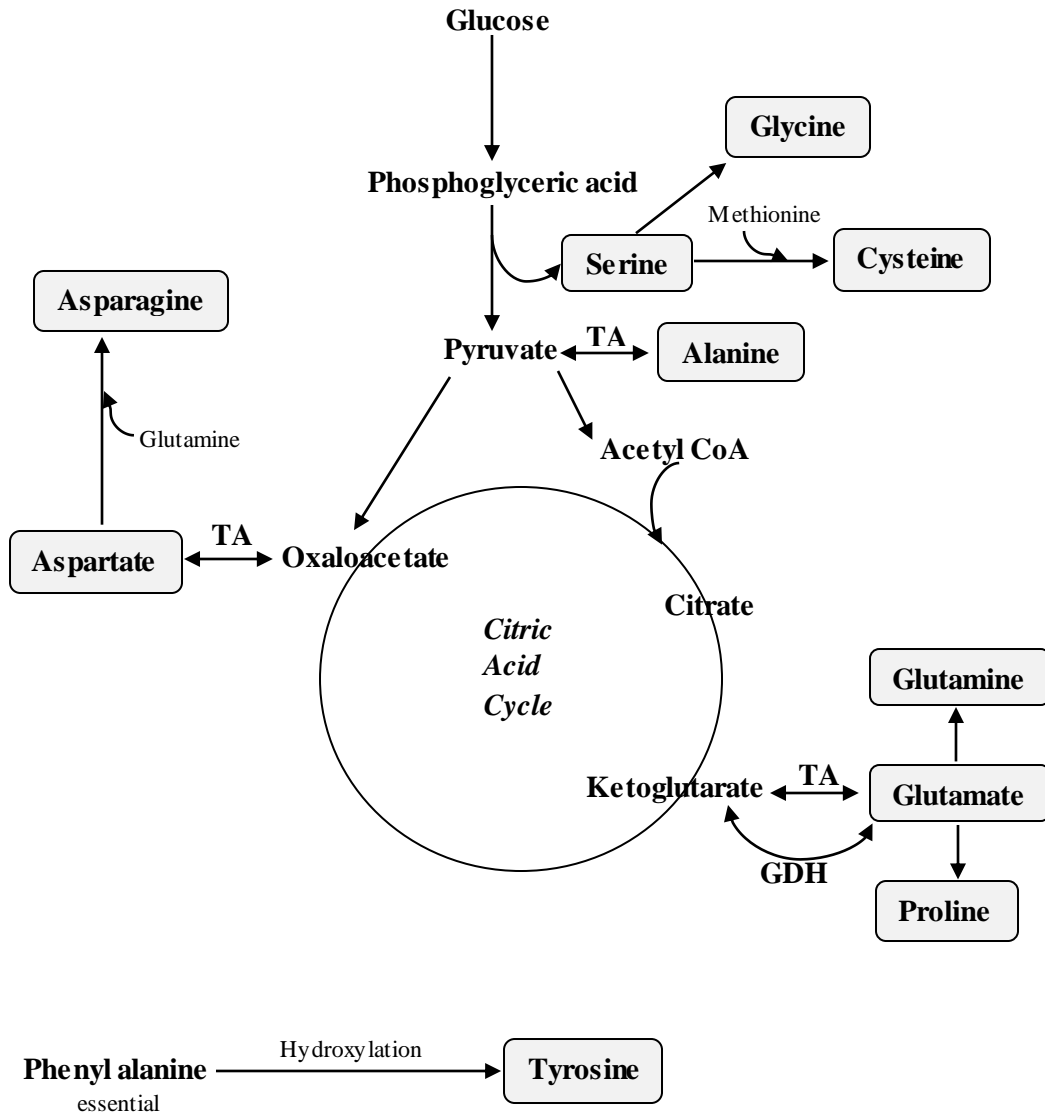 Glucose
Glycine
Phosphoglyceric acid
Methionine
Serine
Cysteine
Asparagine
TA
Pyruvate
Alanine
Glutamine
Acetyl CoA
TA
Aspartate
Oxaloacetate
Citrate
Citric
Acid
Cycle
Glutamine
TA
Ketoglutarate
Glutamate
GDH
Proline
Hydroxylation
Phenyl alanine
Tyrosine
essential